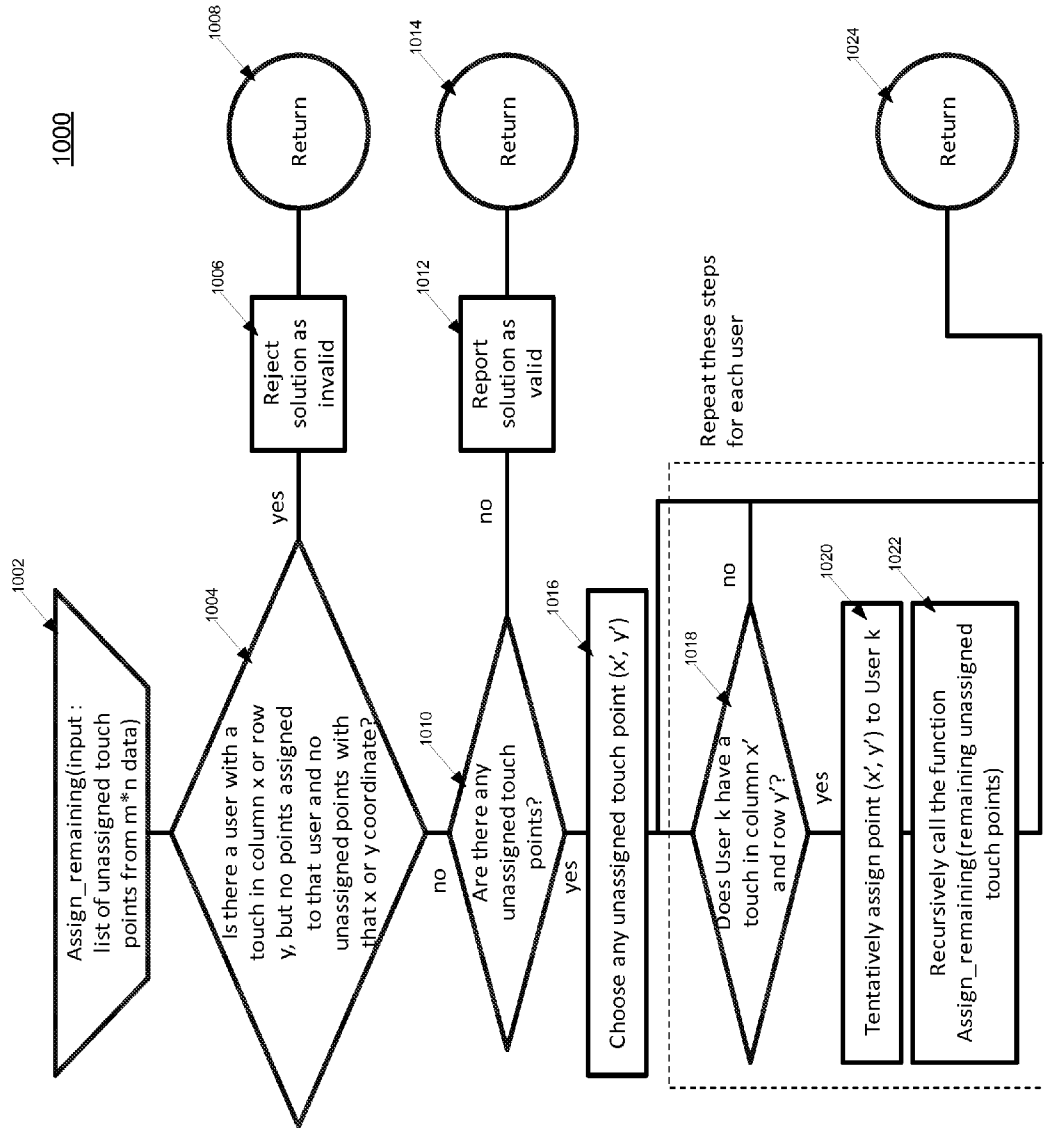 1000
1002
Assign_remaining(input :
list of unassigned touch
points from m*n data)
1004
Is there a user with a
touch in column x or row
y, but no points assigned
to that user and no
unassigned points with
that x or y coordinate?
yes
1006
Reject
solution as
invalid
1008
Return
no
1010
Are there any
unassigned touch
points?
no
1012
Report
solution as
valid
1014
Return
yes
1016
Choose any unassigned touch point (x', y')
Repeat these steps
for each user
1018
Does User k have a
touch in column x'
and row y'?
no
yes
1020
Tentatively assign point (x', y') to User k
1022
Recursively call the function
Assign_remaining(remaining unassigned
touch points)
1024
Return